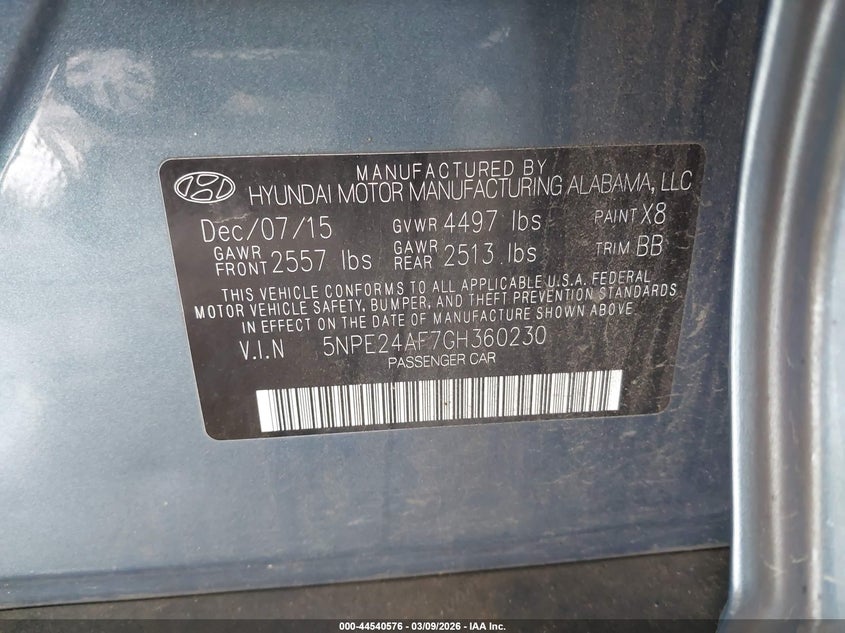 MANUFACTURED BY
HYUNDAI MOTOR MANUFACTURING ALABAMA, LLC
Dec/07/15 GVWR 4497 lbs PAINT X8
GAWR FRONT 2557 lbs GAWR REAR 2513 lbs TRIM BB
THIS VEHICLE CONFORMS TO ALL APPLICABLE U.S.A. FEDERAL
MOTOR VEHICLE SAFETY, BUMPER, AND THEFT PREVENTION STANDARDS
IN EFFECT ON THE DATE OF MANUFACTURE SHOWN ABOVE.
V.I.N 5NPE24AF7GH360230
PASSENGER CAR
000-44540576 | 03/09/2026 - IAA Inc.